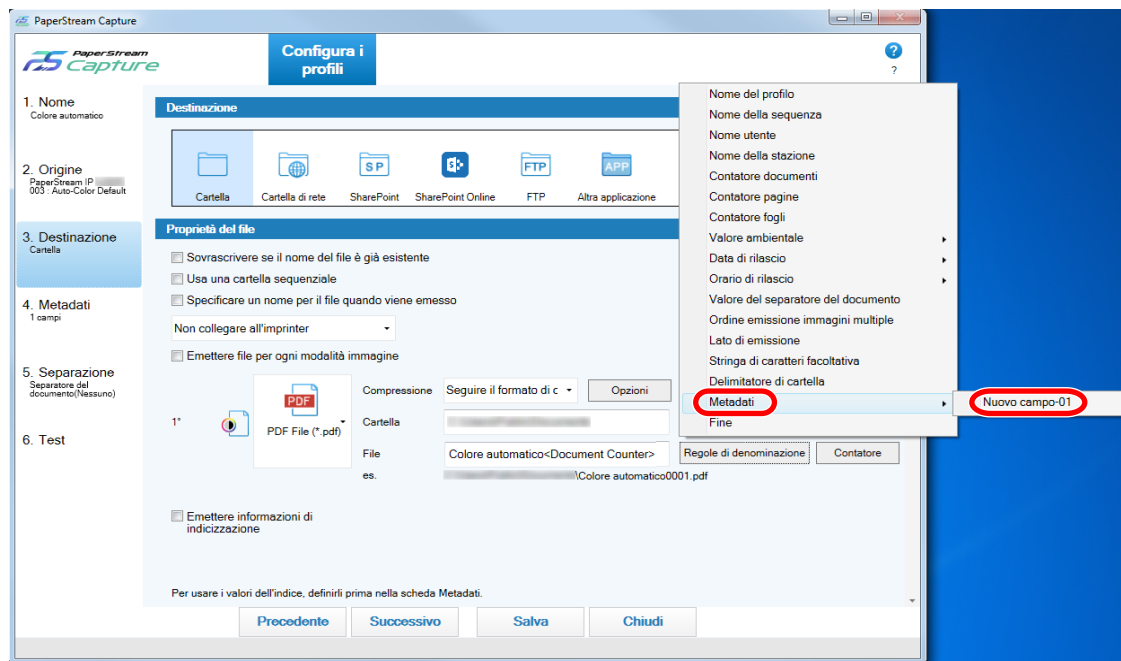 PaperStream Capture
PaperStream
Capture
Configura i
profili
?
?
1. Nome
Colore automatico
2. Origine
PaperStream IP
003 : Auto-Color Default
3. Destinazione
Cartella
4. Metadati
1 campi
5. Separazione
Separatore del
documento(Nessuno)
6. Test
Destinazione
Cartella
Cartella di rete
SP
SharePoint
SharePoint Online
FTP
FTP
APP
Altra applicazione
Proprietà del file
Sovrascrivere se il nome del file è già esistente
Usa una cartella sequenziale
Specificare un nome per il file quando viene emesso
Non collegare all'imprinter
Emettere file per ogni modalità immagine
1°
PDF
PDF File (*.pdf)
Compressione
Seguire il formato di c
Opzioni
Cartella
File
Colore automatico<Document Counter>
Regole di denominazione
Contatore
es.
\Colore automatico0001.pdf
Emettere informazioni di
indicizzazione
Per usare i valori dell'indice, definirli prima nella scheda Metadati.
Precedente
Successivo
Salva
Chiudi
Nome del profilo
Nome della sequenza
Nome utente
Nome della stazione
Contatore documenti
Contatore pagine
Contatore fogli
Valore ambientale
Data di rilascio
Orario di rilascio
Valore del separatore del documento
Ordine emissione immagini multiple
Lato di emissione
Stringa di caratteri facoltativa
Delimitatore di cartella
Metadati
Fine
Nuovo campo-01